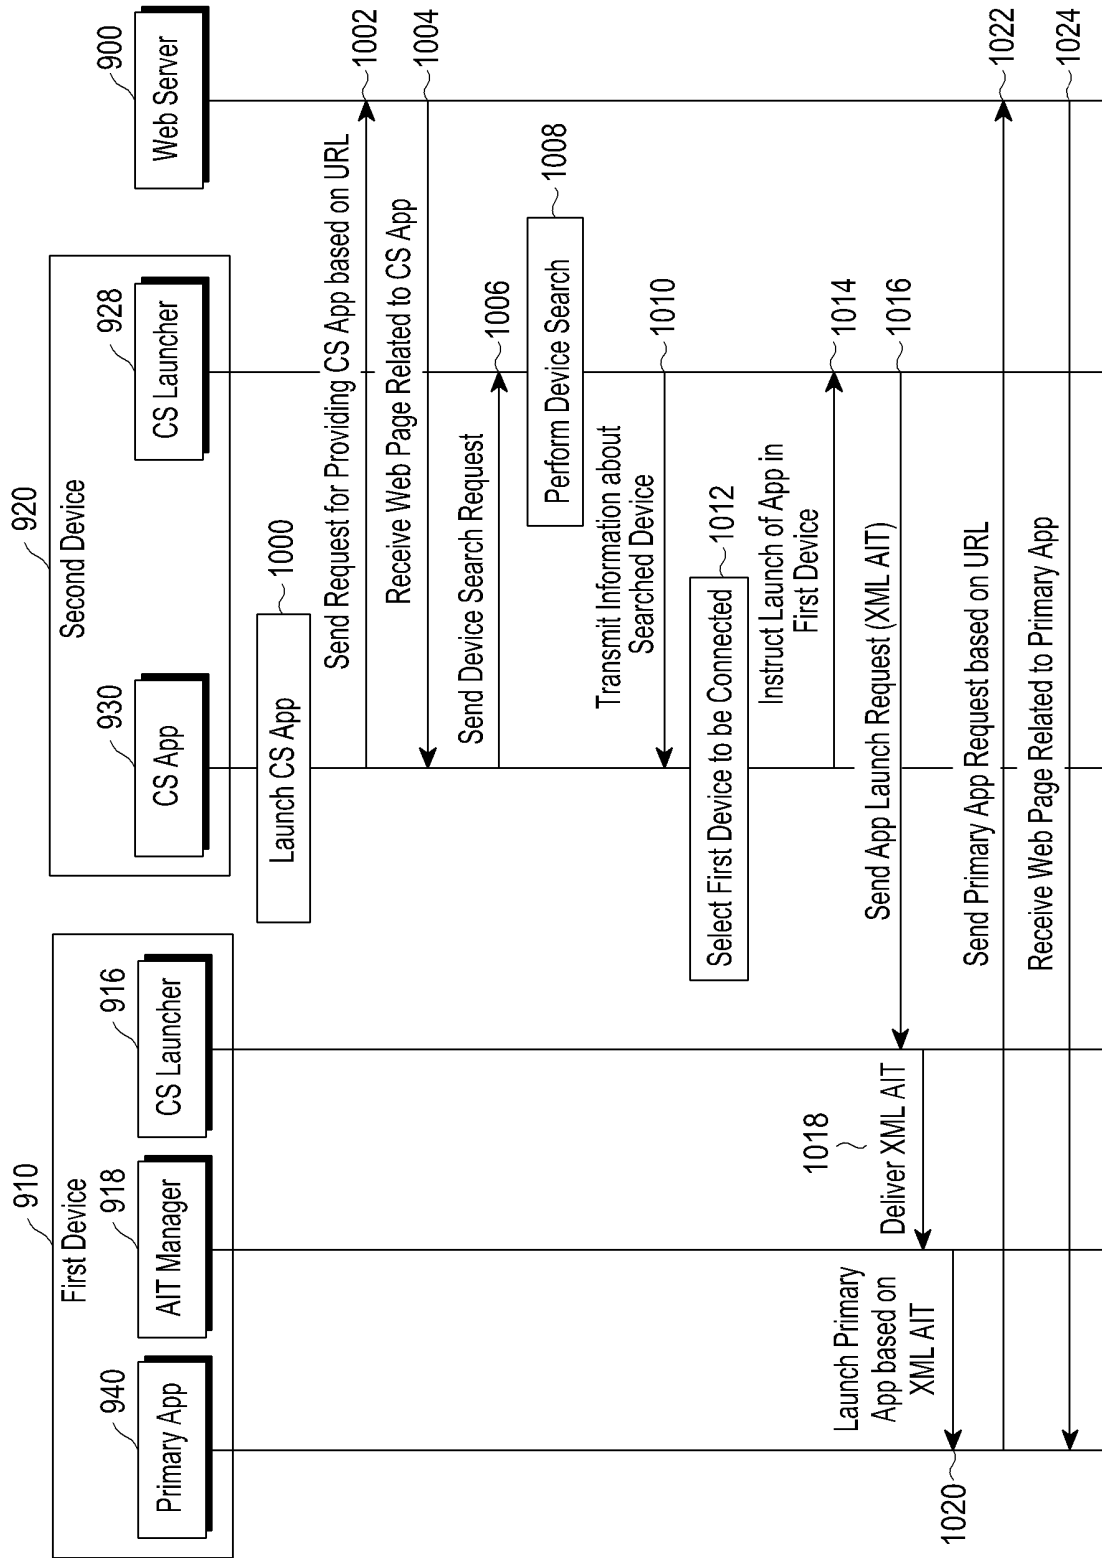 910
First Device
920
Second Device
940
Primary App
918
AIT Manager
916
CS Launcher
930
CS App
928
CS Launcher
900
Web Server
Launch CS App
1000
Send Request for Providing CS App based on URL
1002
Receive Web Page Related to CS App
1004
Send Device Search Request
1006
Perform Device Search
1008
Transmit Information about
Searched Device
1010
Select First Device to be Connected
1012
Instruct Launch of App in
First Device
1014
Send App Launch Request (XML AIT)
1016
1018
Deliver XML AIT
Launch Primary
App based on
XML AIT
1020
Send Primary App Request based on URL
1022
Receive Web Page Related to Primary App
1024